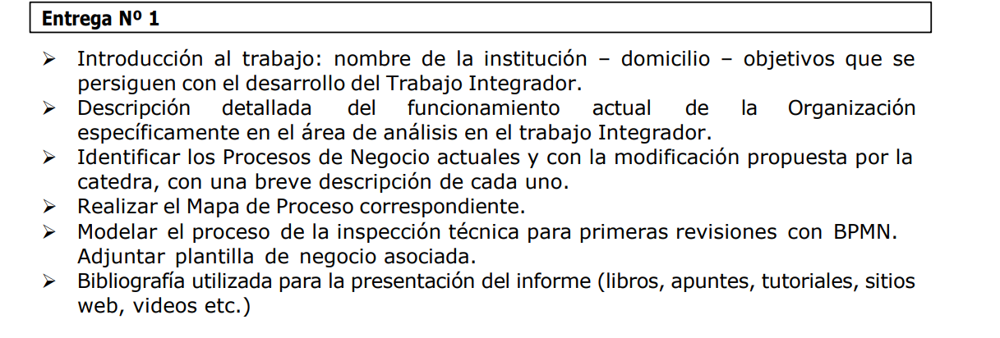 Entrega Nº 1
➢ Introducción al trabajo: nombre de la institución – domicilio – objetivos que se
persiguen con el desarrollo del Trabajo Integrador.
➢ Descripción detallada del funcionamiento actual de la Organización
específicamente en el área de análisis en el trabajo Integrador.
➢ Identificar los Procesos de Negocio actuales y con la modificación propuesta por la
catedra, con una breve descripción de cada uno.
➢ Realizar el Mapa de Proceso correspondiente.
➢ Modelar el proceso de la inspección técnica para primeras revisiones con BPMN.
Adjuntar plantilla de negocio asociada.
➢ Bibliografía utilizada para la presentación del informe (libros, apuntes, tutoriales, sitios
web, videos etc.)